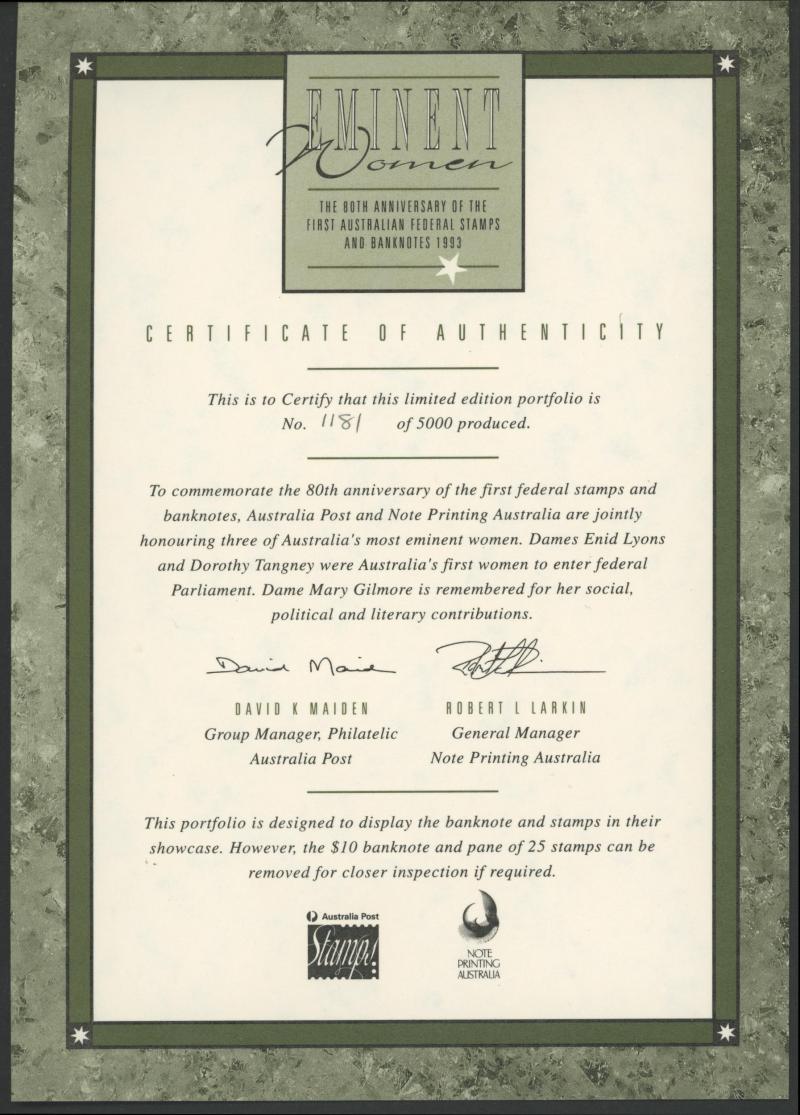 EMINENT
Women
THE 80TH ANNIVERSARY OF THE
FIRST AUSTRALIAN FEDERAL STAMPS
AND BANKNOTES 1993
CERTIFICATE OF AUTHENTICITY
This is to Certify that this limited edition portfolio is
No. 1181 of 5000 produced.
To commemorate the 80th anniversary of the first federal stamps and
banknotes, Australia Post and Note Printing Australia are jointly
honouring three of Australia's most eminent women. Dames Enid Lyons
and Dorothy Tangney were Australia's first women to enter federal
Parliament. Dame Mary Gilmore is remembered for her social,
political and literary contributions.
David Maiden
DAVID K MAIDEN
Group Manager, Philatelic
Australia Post
ROBERT L LARKIN
General Manager
Note Printing Australia
This portfolio is designed to display the banknote and stamps in their
showcase. However, the $10 banknote and pane of 25 stamps can be
removed for closer inspection if required.
Australia Post
Stamp!
NOTE
PRINTING
AUSTRALIA